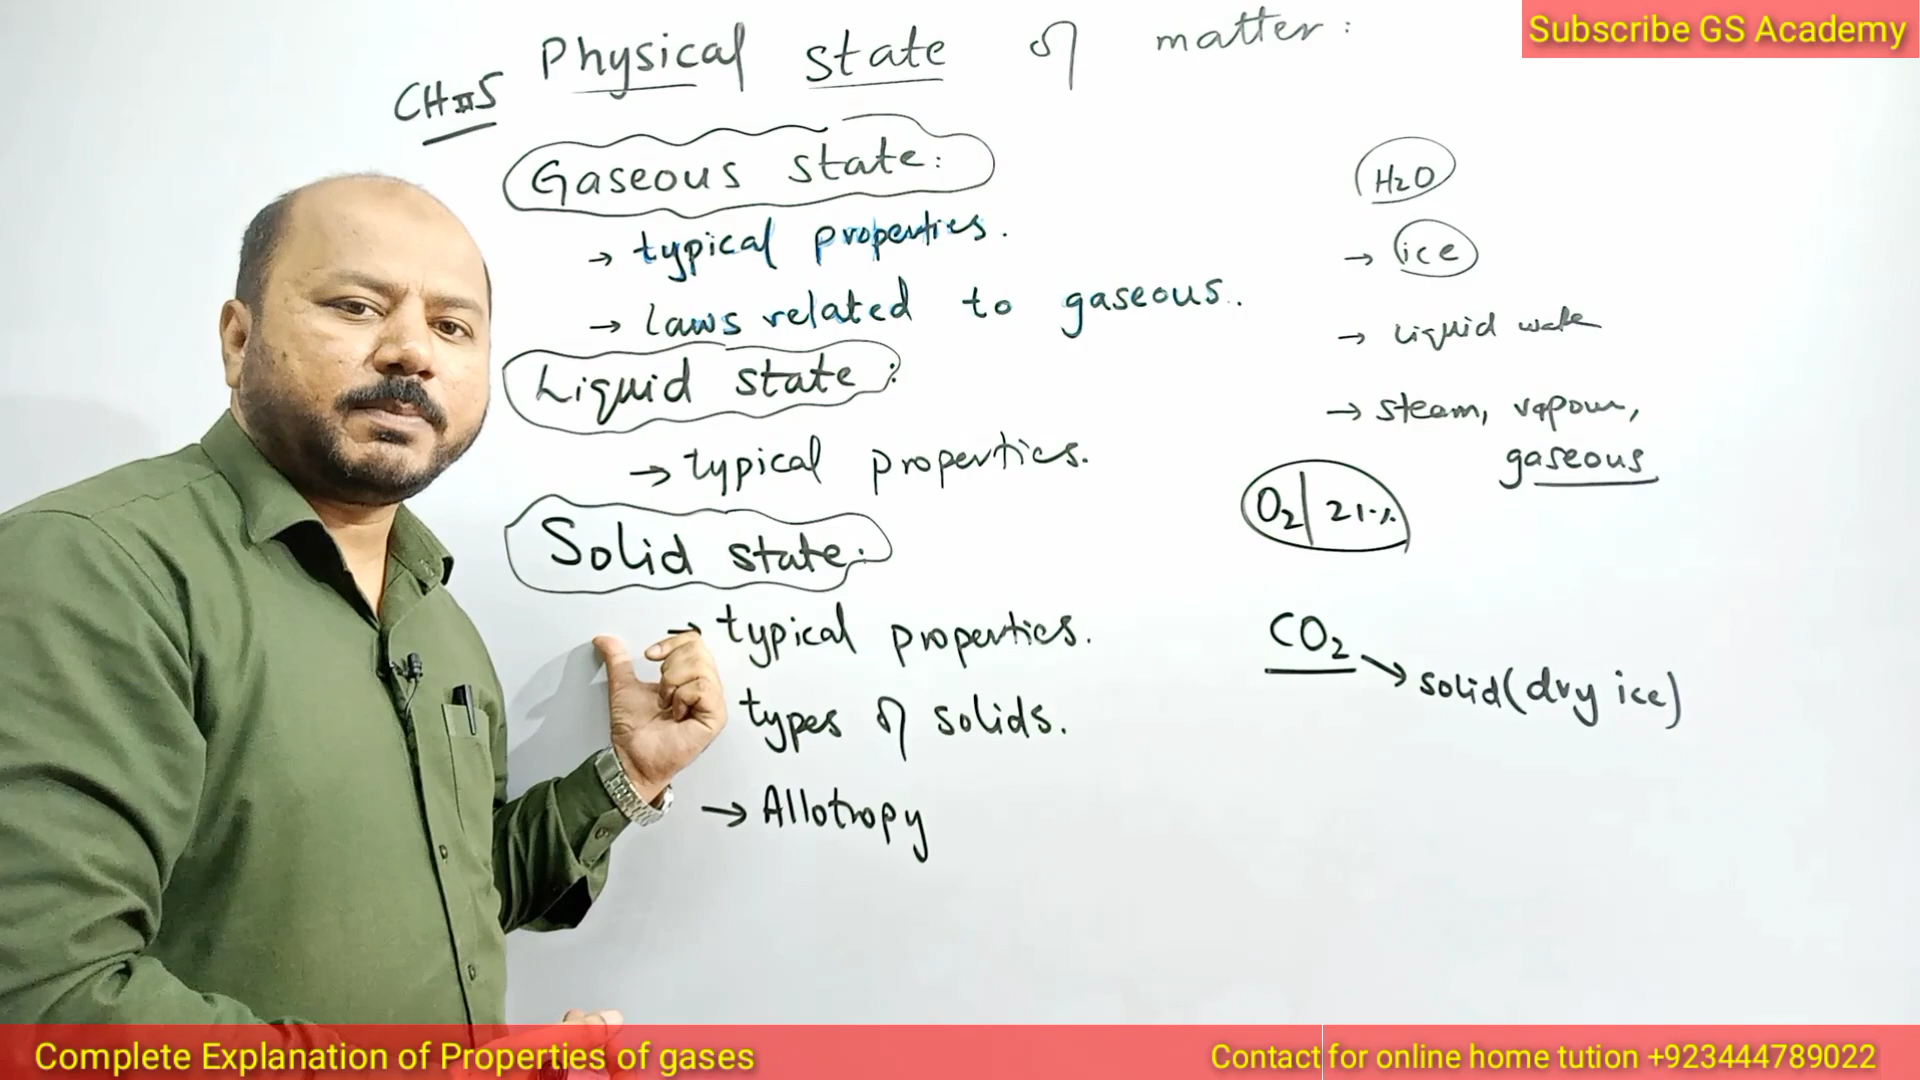 Subscribe GS Academy
Physical state of matter:
CH#5
Gaseous state:
→ typical properties.
→ Laws related to gaseous.
Liquid state:
→ typical properties.
Solid state:
→ typical properties.
types of solids.
→ Allotropy
H2O
→ ice
→ Liquid
→ steam, vapour,
gaseous
O2 | 21%
CO2
→ solid (dry ice)
Complete Explanation of Properties of gases
Contact for online home tution +923444789022